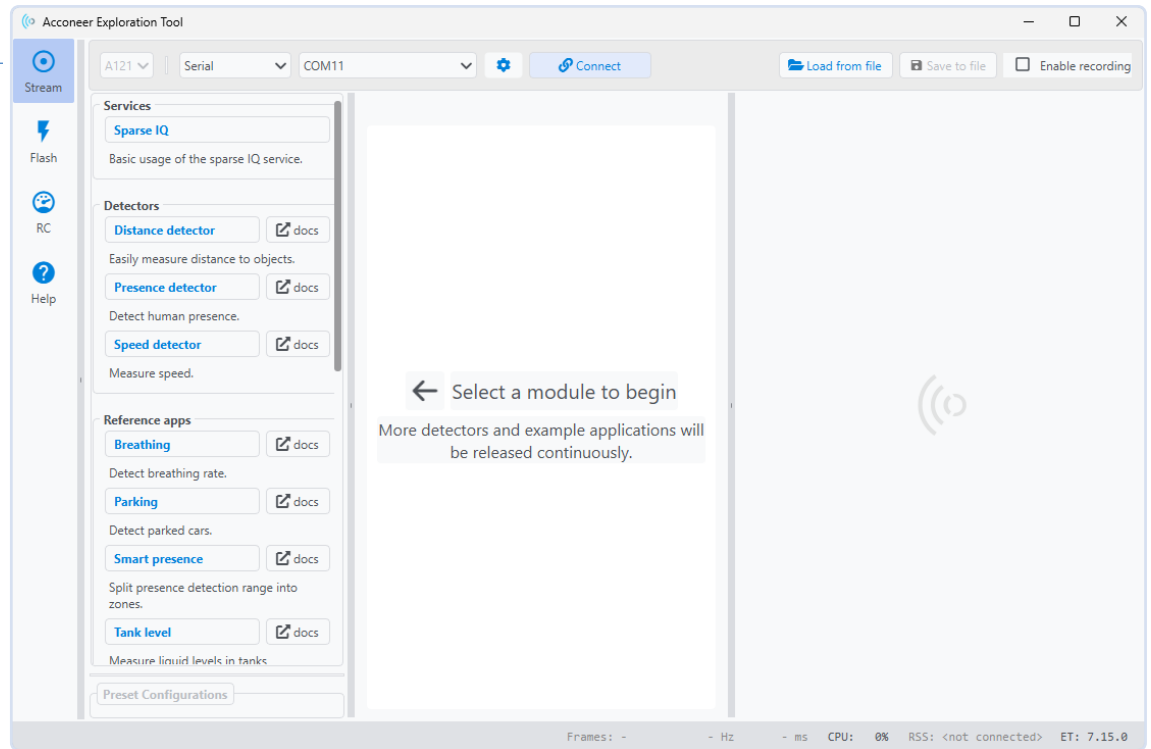 Acconeer Exploration Tool
Stream
Flash
RC
Help
A121
Serial
COM11
Connect
Load from file
Save to file
Enable recording
Services
Sparse IQ
Basic usage of the sparse IQ service.
Detectors
Distance detector
docs
Easily measure distance to objects.
Presence detector
docs
Detect human presence.
Speed detector
docs
Measure speed.
Reference apps
Breathing
docs
Detect breathing rate.
Parking
docs
Detect parked cars.
Smart presence
docs
Split presence detection range into
zones.
Tank level
docs
Measure liquid levels in tanks
Preset Configurations
Select a module to begin
More detectors and example applications will
be released continuously.
Frames: - - Hz - ms CPU: 0% RSS: <not connected> ET: 7.15.0